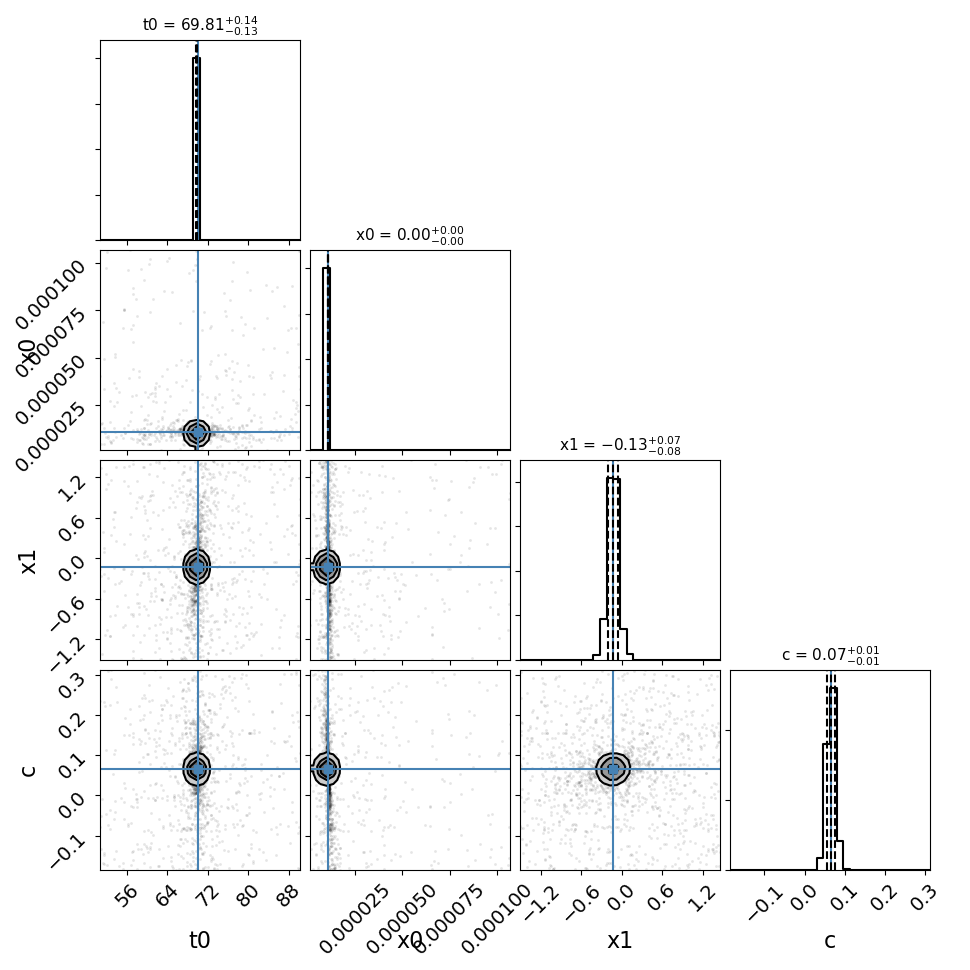 t0 = 69.81+0.14−0.13
x0 = 0.00+0.00−0.00
0.000100
0.000075
0.000050
0.000025
x0
x1 = −0.13+0.07−0.08
1.2
0.6
0.0
−0.6
−1.2
x1
c = 0.07+0.01−0.01
0.3
0.2
0.1
0.0
−0.1
c
56 64 72 80 88
0.000025 0.000050 0.000075 0.000100
−1.2 −0.6 0.0 0.6 1.2
−0.1 0.0 0.1 0.2 0.3
t0 x0 x1 c